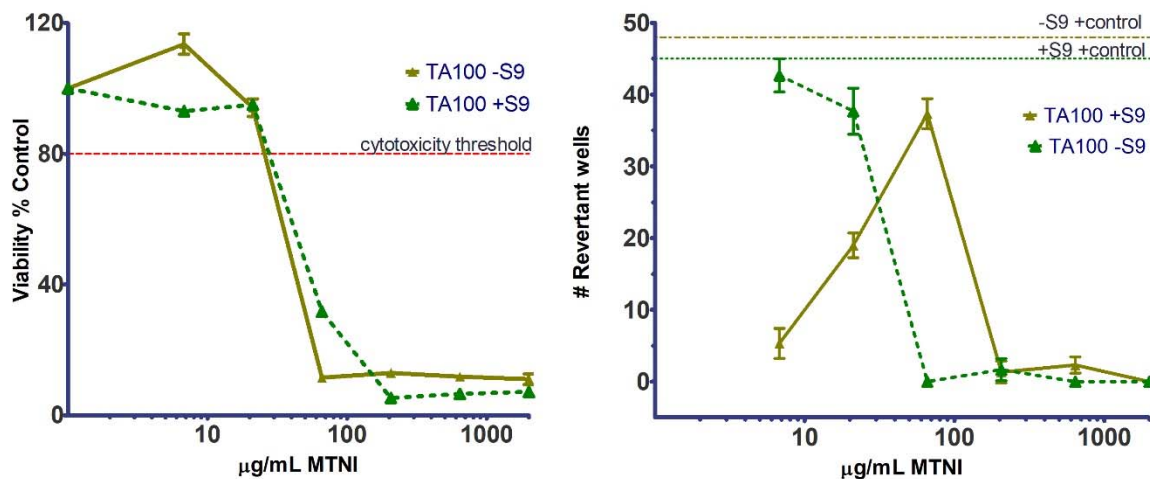 120
80
40
0
Viability % Control
TA100 -S9
TA100 +S9
cytotoxicity threshold
10
100
1000
µg/mL MTNI
50
40
30
20
10
0
# Revertant wells
-S9 +control
+S9 +control
TA100 +S9
TA100 -S9
10
100
1000
µg/mL MTNI